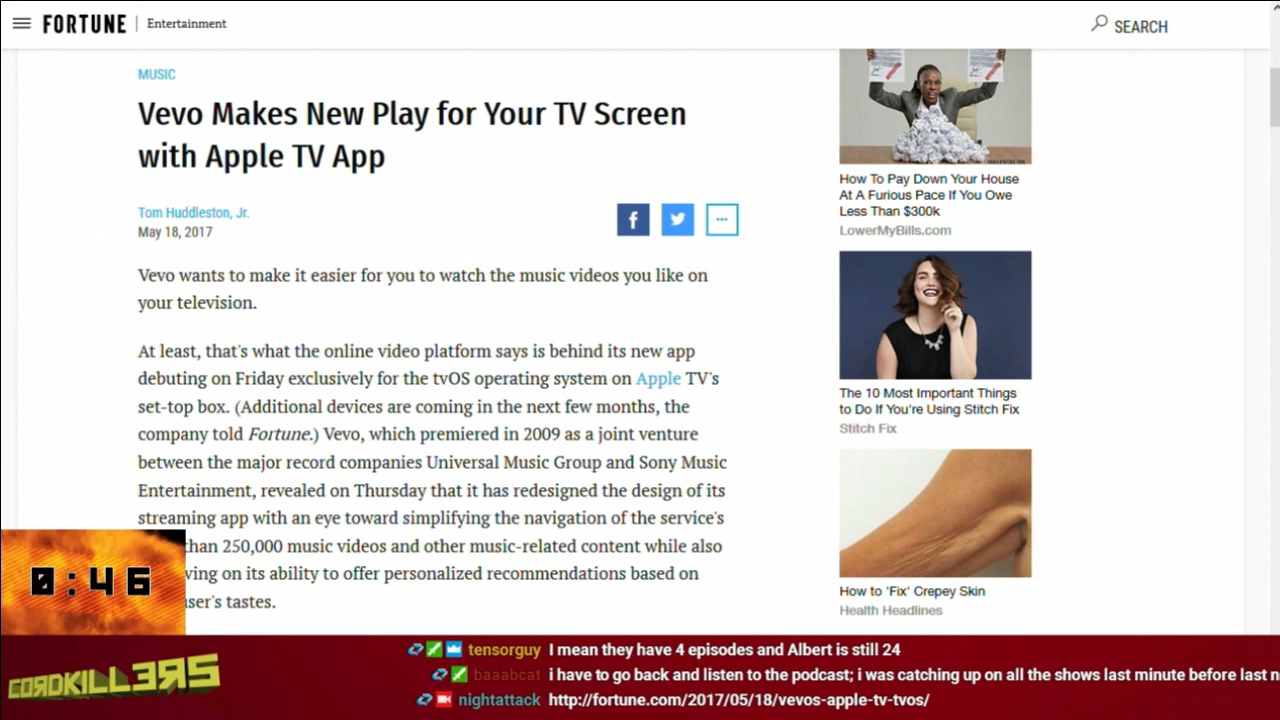 FORTUNE | Entertainment
SEARCH
MUSIC
Vevo Makes New Play for Your TV Screen
with Apple TV App
Tom Huddleston, Jr.
May 18, 2017
Vevo wants to make it easier for you to watch the music videos you like on
your television.
At least, that's what the online video platform says is behind its new app
debuting on Friday exclusively for the tvOS operating system on Apple TV's
set-top box. (Additional devices are coming in the next few months, the
company told Fortune.) Vevo, which premiered in 2009 as a joint venture
between the major record companies Universal Music Group and Sony Music
Entertainment, revealed on Thursday that it has redesigned the design of its
streaming app with an eye toward simplifying the navigation of the service's
than 250,000 music videos and other music-related content while also
ving on its ability to offer personalized recommendations based on
user's tastes.
How To Pay Down Your House
At A Furious Pace If You Owe
Less Than $300k
LowerMyBills.com
The 10 Most Important Things
to Do If You're Using Stitch Fix
Stitch Fix
How to 'Fix' Crepey Skin
Health Headlines
0:46
CORDKILLERS
tensorguy I mean they have 4 episodes and Albert is still 24
baaabcat i have to go back and listen to the podcast; i was catching up on all the shows last minute before last n
nightattack http://fortune.com/2017/05/18/vevos-apple-tv-tvos/